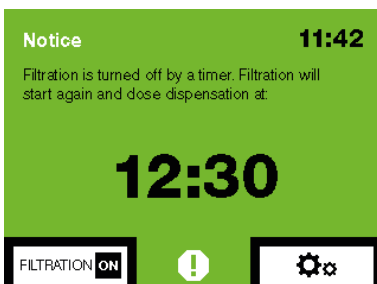 Notice 11:42
Filtration is turned off by a timer. Filtration will
start again and dose dispensation at:
12:30
FILTRATION ON